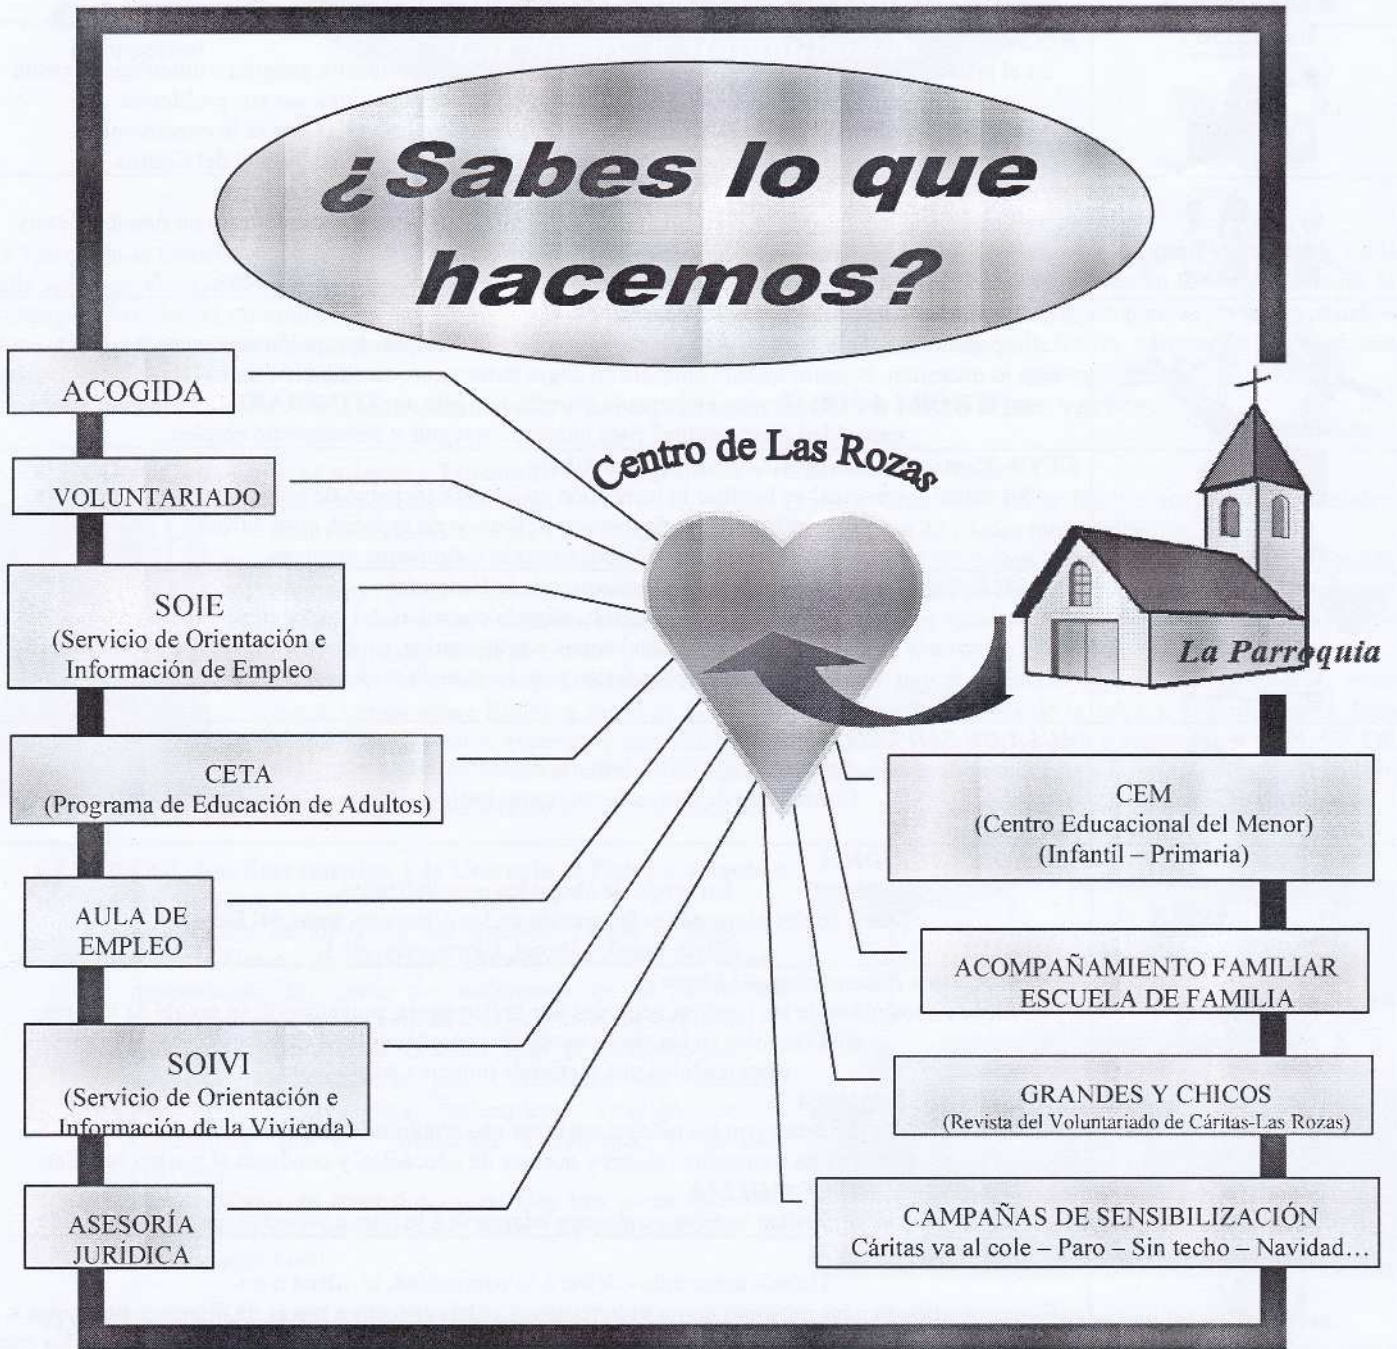 ¿Sabes lo que
hacemos?
ACOGIDA
VOLUNTARIADO
SOIE
(Servicio de Orientación e
Información de Empleo
CETA
(Programa de Educación de Adultos)
AULA DE
EMPLEO
SOIVI
(Servicio de Orientación e
Información de la Vivienda)
ASESORÍA
JURÍDICA
Centro de Las Rozas
La Parroquia
CEM
(Centro Educacional del Menor)
(Infantil – Primaria)
ACOMPAÑAMIENTO FAMILIAR
ESCUELA DE FAMILIA
GRANDES Y CHICOS
(Revista del Voluntariado de Cáritas-Las Rozas)
CAMPAÑAS DE SENSIBILIZACIÓN
Cáritas va al cole – Paro – Sin techo – Navidad…